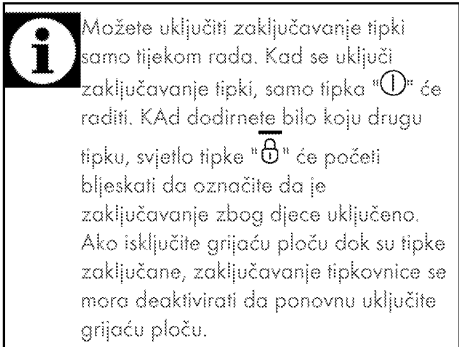 Možete uključiti zaključavanje tipki
samo tijekom rada. Kad se uključi
zaključavanje tipki, samo tipka "⏼" će
raditi. KAd dodirnete bilo koju drugu
tipku, svjetlo tipke "🔒" će početi
bljeskati da označite da je
zaključavanje zbog djece uključeno.
Ako isključite grijaću ploču dok su tipke
zaključane, zaključavanje tipkovnice se
mora deaktivirati da ponovnu uključite
grijaću ploču.